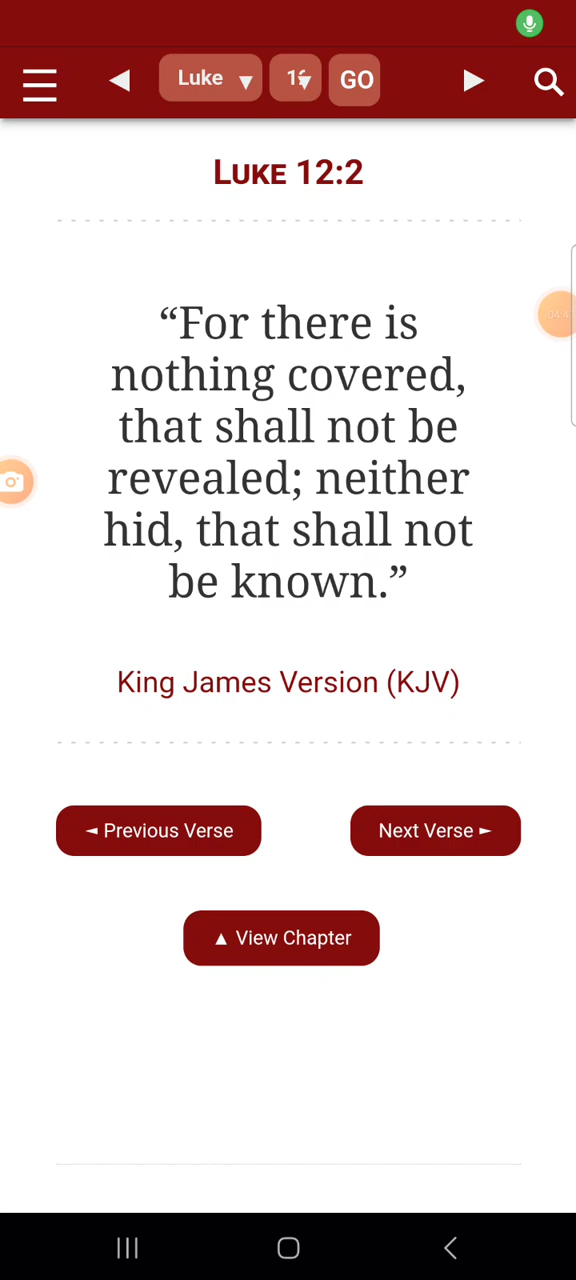 Luke
GO
LUKE 12:2
“For there is
nothing covered,
that shall not be
revealed; neither
hid, that shall not
be known.”
King James Version (KJV)
◄ Previous Verse
Next Verse ►
▲ View Chapter